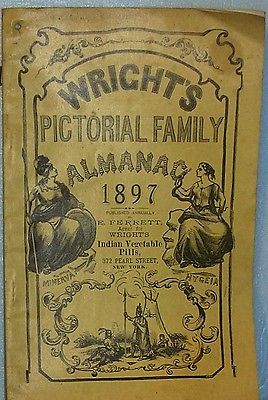 WRIGHT'S
PICTORIAL FAMILY
ALMANAC
1897
PUBLISHED ANNUALLY
E. FERRETT,
Agent for
WRIGHT'S
Indian Vegetable
Pills,
372 PEARL STREET,
NEW YORK.
MINERVA
HYGEIA